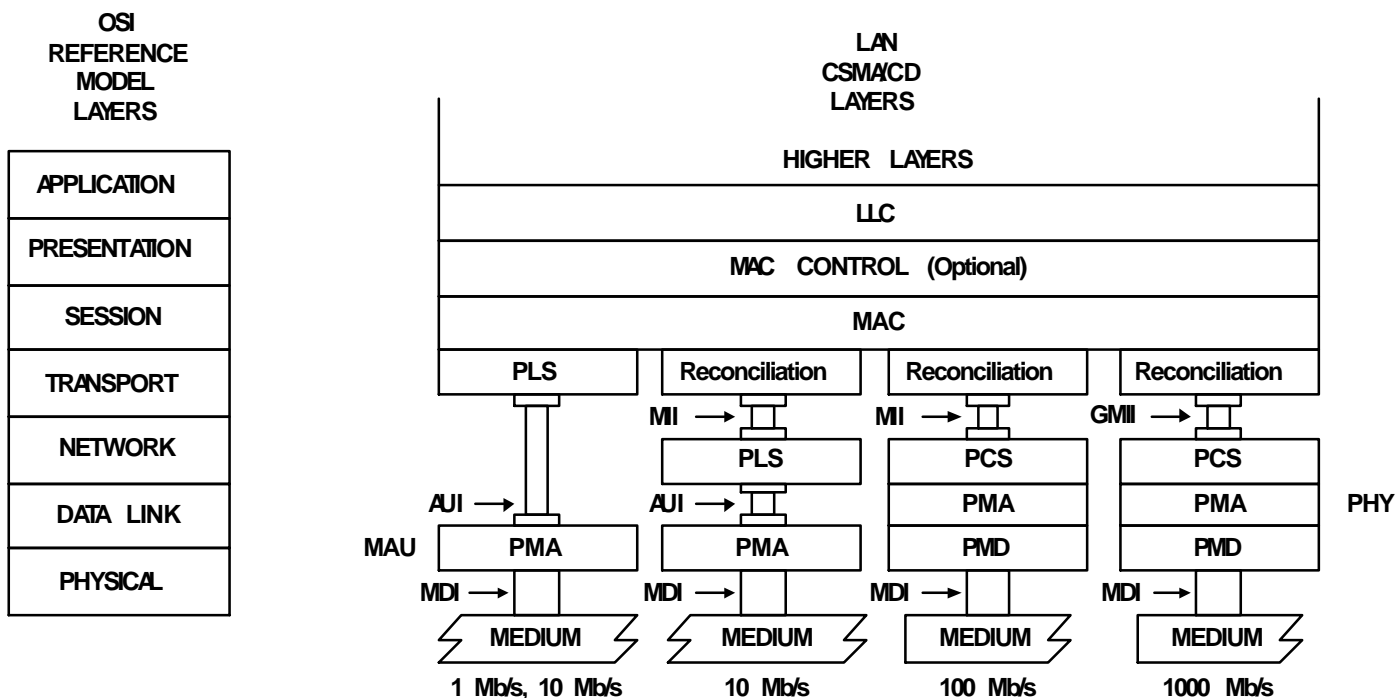 OSI
REFERENCE
MODEL
LAYERS
APPLICATION
PRESENTATION
SESSION
TRANSPORT
NETWORK
DATA LINK
PHYSICAL
LAN
CSMA/CD
LAYERS
HIGHER LAYERS
LLC
MAC CONTROL (Optional)
MAC
PLS Reconciliation Reconciliation Reconciliation
MII MII GMII
PLS PCS PCS
AUI AUI PMA PMA PHY
MAU PMA PMA PMD PMD
MDI MDI MDI MDI
MEDIUM MEDIUM MEDIUM MEDIUM
1 Mb/s, 10 Mb/s 10 Mb/s 100 Mb/s 1000 Mb/s